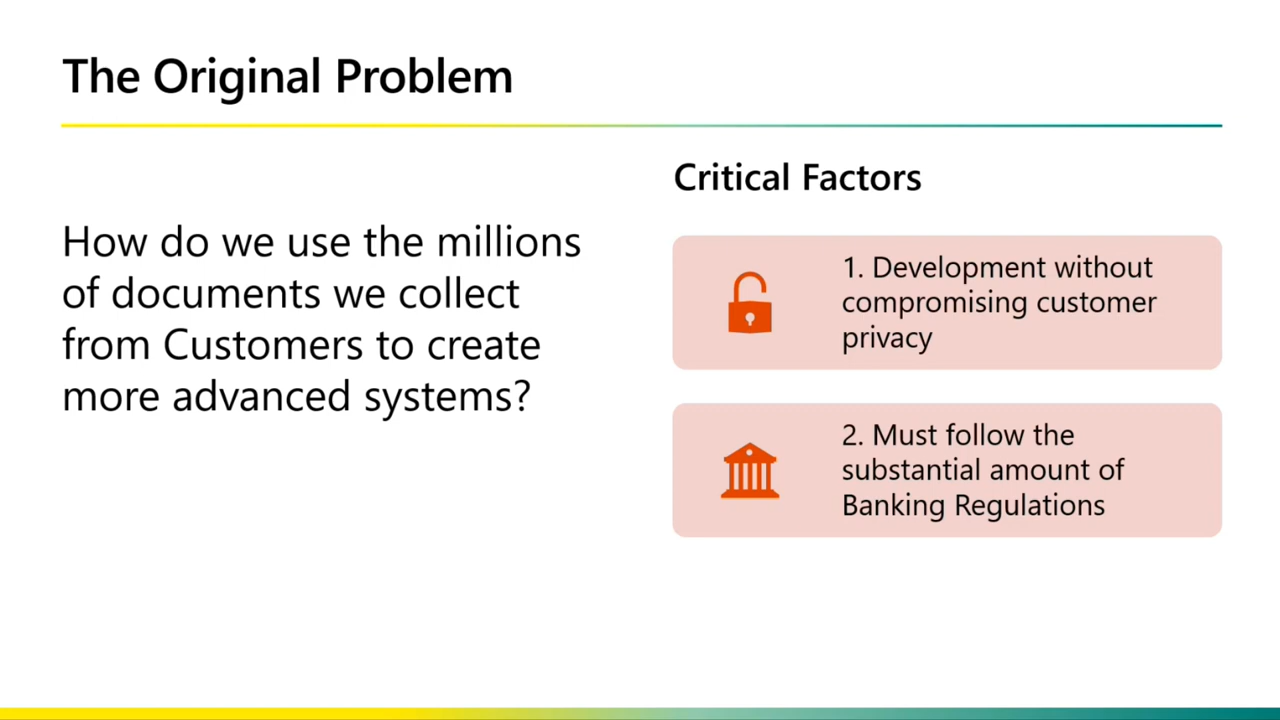 The Original Problem
How do we use the millions
of documents we collect
from Customers to create
more advanced systems?
Critical Factors
1. Development without
compromising customer
privacy
2. Must follow the
substantial amount of
Banking Regulations